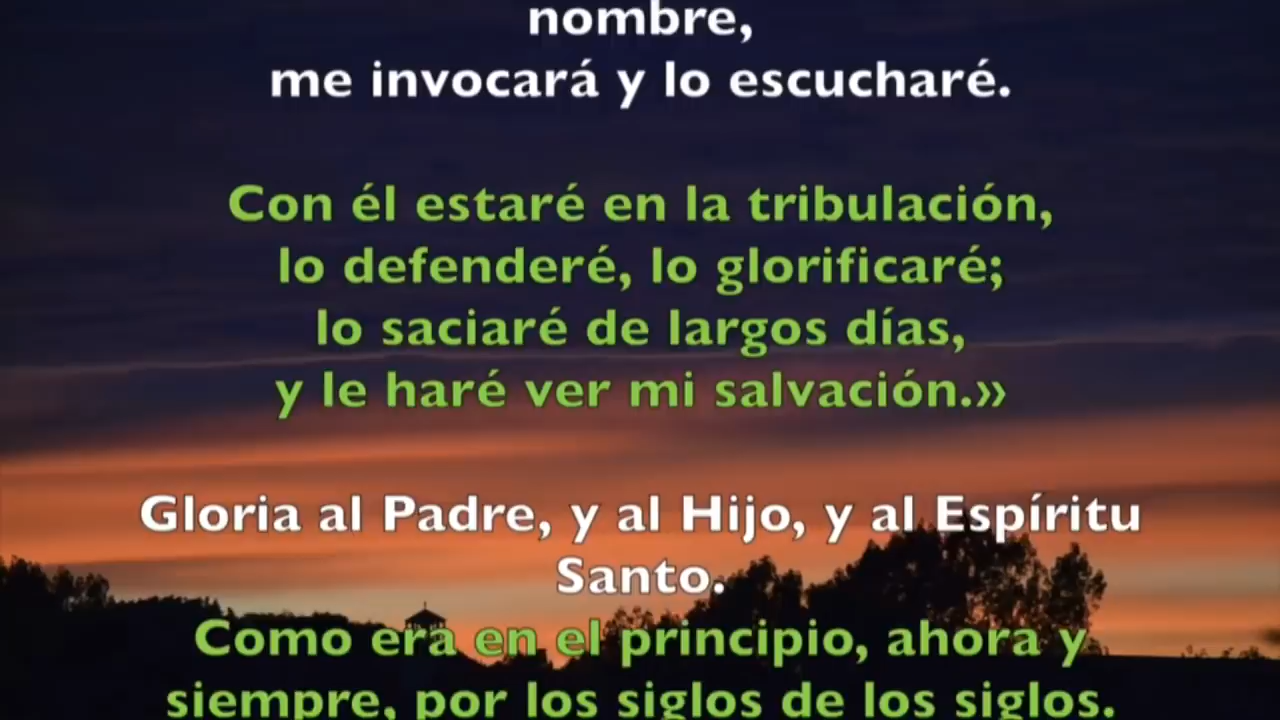 nombre,
me invocará y lo escucharé.
Con él estaré en la tribulación,
lo defenderé, lo glorificaré;
lo saciaré de largos días,
y le haré ver mi salvación.»
Gloria al Padre, y al Hijo, y al Espíritu
Santo.
Como era en el principio, ahora y
siempre, por los siglos de los siglos.